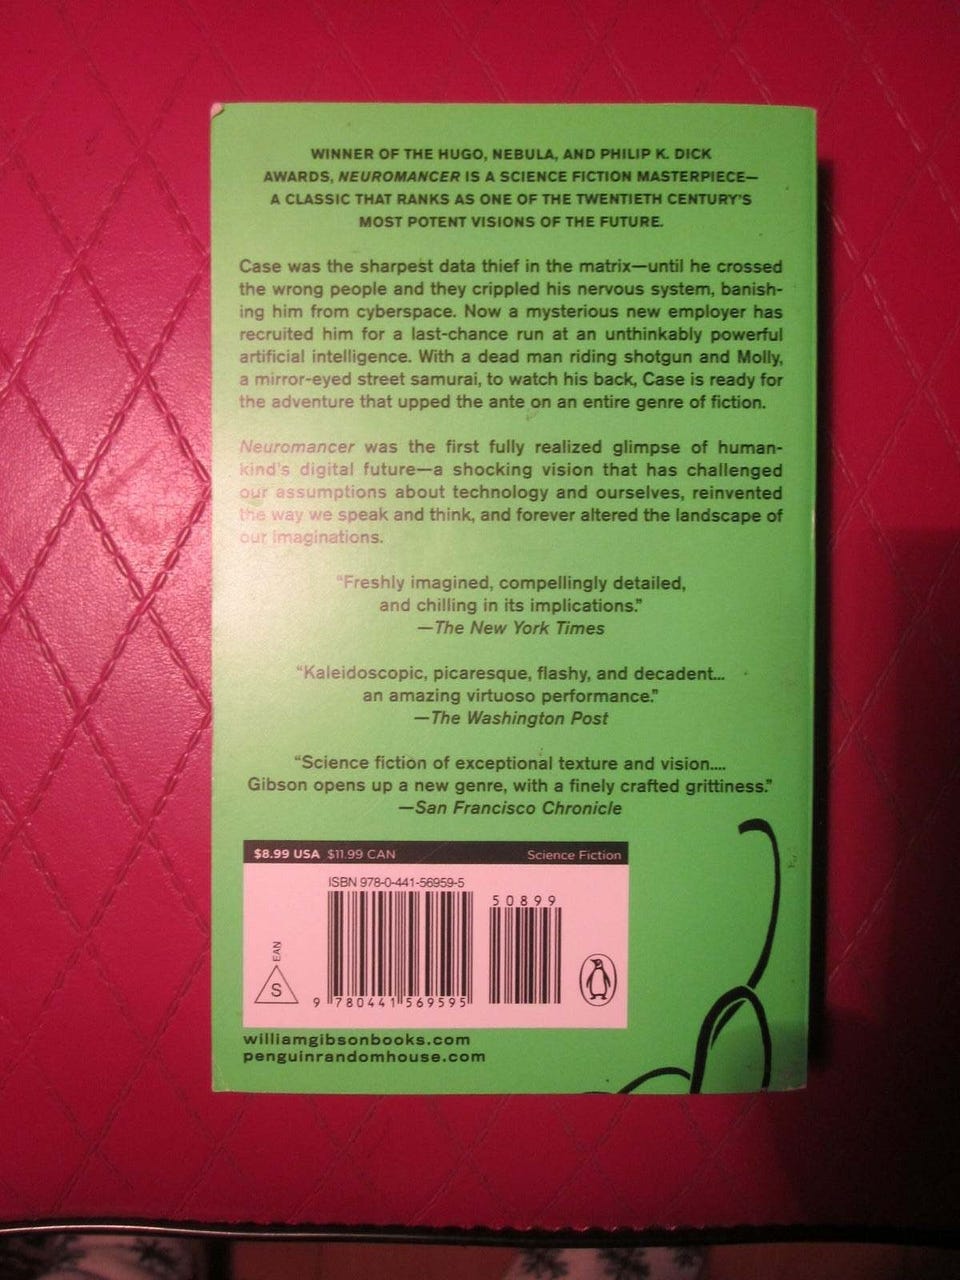 WINNER OF THE HUGO, NEBULA, AND PHILIP K. DICK
AWARDS, NEUROMANCER IS A SCIENCE FICTION MASTERPIECE—
A CLASSIC THAT RANKS AS ONE OF THE TWENTIETH CENTURY'S
MOST POTENT VISIONS OF THE FUTURE.
Case was the sharpest data thief in the matrix—until he crossed
the wrong people and they crippled his nervous system, banish-
ing him from cyberspace. Now a mysterious new employer has
recruited him for a last-chance run at an unthinkably powerful
artificial intelligence. With a dead man riding shotgun and Molly,
a mirror-eyed street samurai, to watch his back, Case is ready for
the adventure that upped the ante on an entire genre of fiction.
Neuromancer was the first fully realized glimpse of human-
kind's digital future—a shocking vision that has challenged
our assumptions about technology and ourselves, reinvented
the way we speak and think, and forever altered the landscape of
our imaginations.
“Freshly imagined, compellingly detailed,
and chilling in its implications.”
—The New York Times
“Kaleidoscopic, picaresque, flashy, and decadent...
an amazing virtuoso performance.”
—The Washington Post
“Science fiction of exceptional texture and vision....
Gibson opens up a new genre, with a finely crafted grittiness.”
—San Francisco Chronicle
$8.99 USA $11.99 CAN Science Fiction
ISBN 978-0-441-56959-5
50899
EAN
S
9 780441 569595
williamgibsonbooks.com
penguinrandomhouse.com